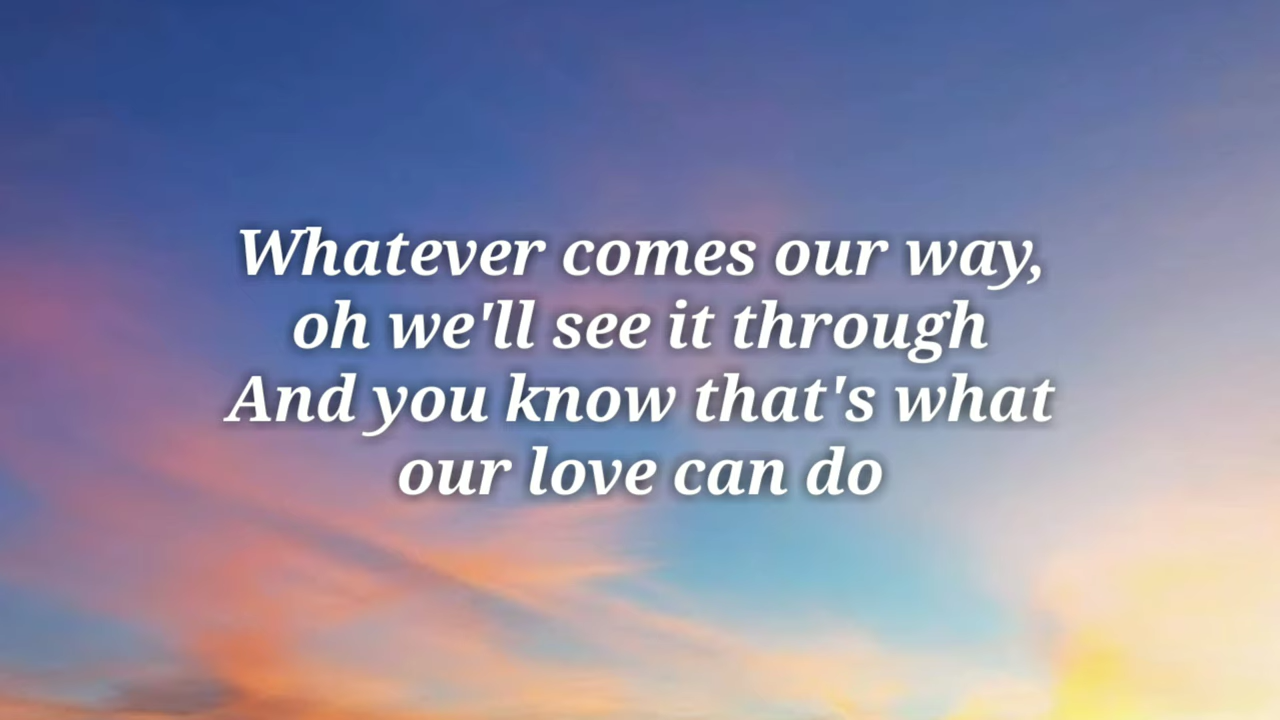 Whatever comes our way,
oh we'll see it through
And you know that's what
our love can do